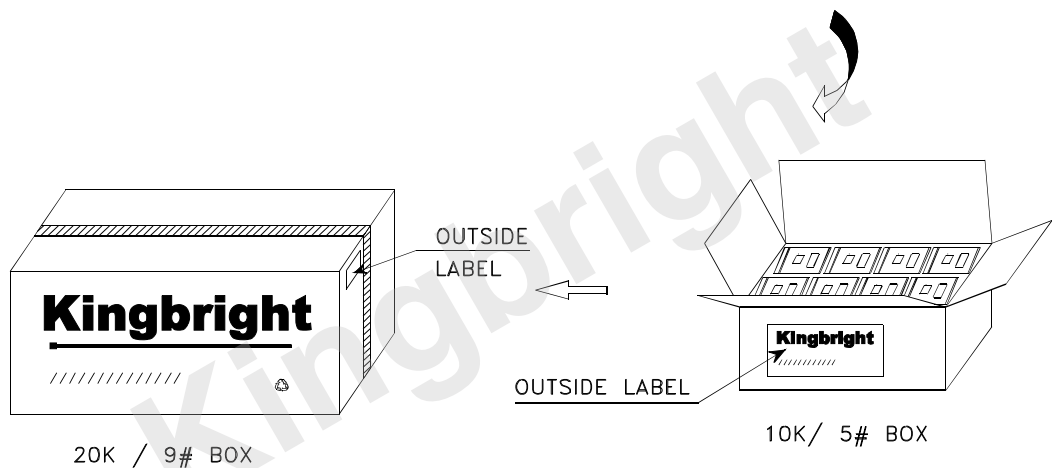 Kingbright
OUTSIDE
LABEL
Kingbright
20K / 9# BOX
Kingbright
OUTSIDE LABEL
10K/ 5# BOX